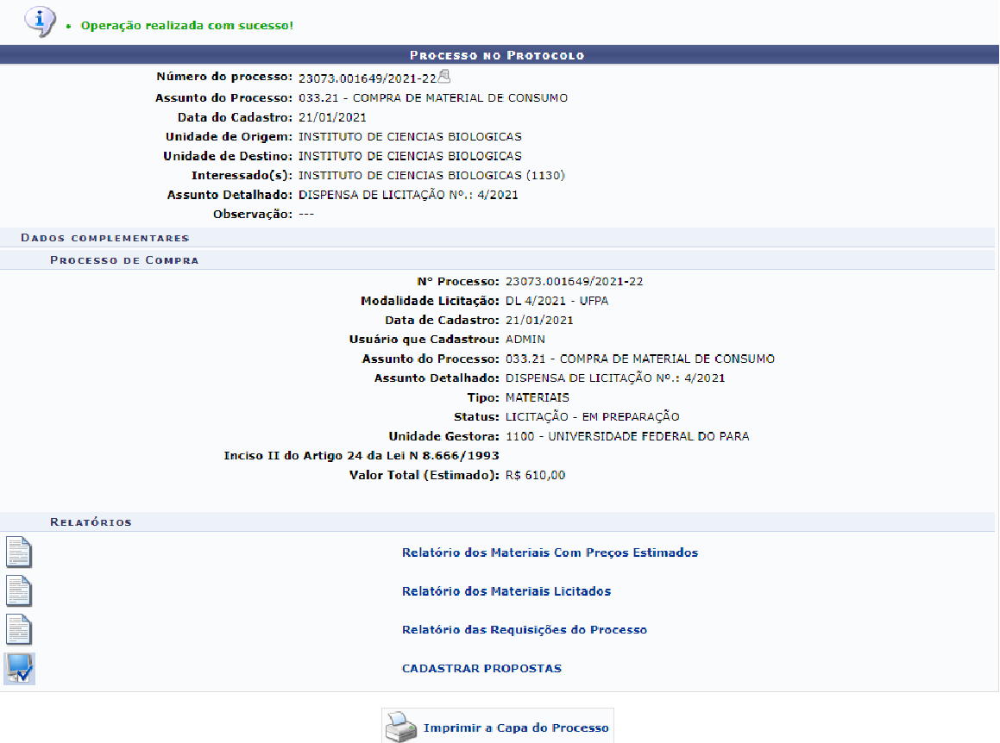 Operação realizada com sucesso!
Processo no Protocolo
Número do processo: 23073.001649/2021-22
Assunto do Processo: 033.21 - COMPRA DE MATERIAL DE CONSUMO
Data do Cadastro: 21/01/2021
Unidade de Origem: INSTITUTO DE CIENCIAS BIOLOGICAS
Unidade de Destino: INSTITUTO DE CIENCIAS BIOLOGICAS
Interessado(s): INSTITUTO DE CIENCIAS BIOLOGICAS (1130)
Assunto Detalhado: DISPENSA DE LICITAÇÃO Nº.: 4/2021
Observação: ---
Dados complementares
Processo de Compra
N° Processo: 23073.001649/2021-22
Modalidade Licitação: DL 4/2021 - UFPA
Data de Cadastro: 21/01/2021
Usuário que Cadastrou: ADMIN
Assunto do Processo: 033.21 - COMPRA DE MATERIAL DE CONSUMO
Assunto Detalhado: DISPENSA DE LICITAÇÃO Nº.: 4/2021
Tipo: MATERIAIS
Status: LICITAÇÃO - EM PREPARAÇÃO
Unidade Gestora: 1100 - UNIVERSIDADE FEDERAL DO PARA
Inciso II do Artigo 24 da Lei N 8.666/1993
Valor Total (Estimado): R$ 610,00
Relatórios
Relatório dos Materiais Com Preços Estimados
Relatório dos Materiais Licitados
Relatório das Requisições do Processo
CADASTRAR PROPOSTAS
Imprimir a Capa do Processo